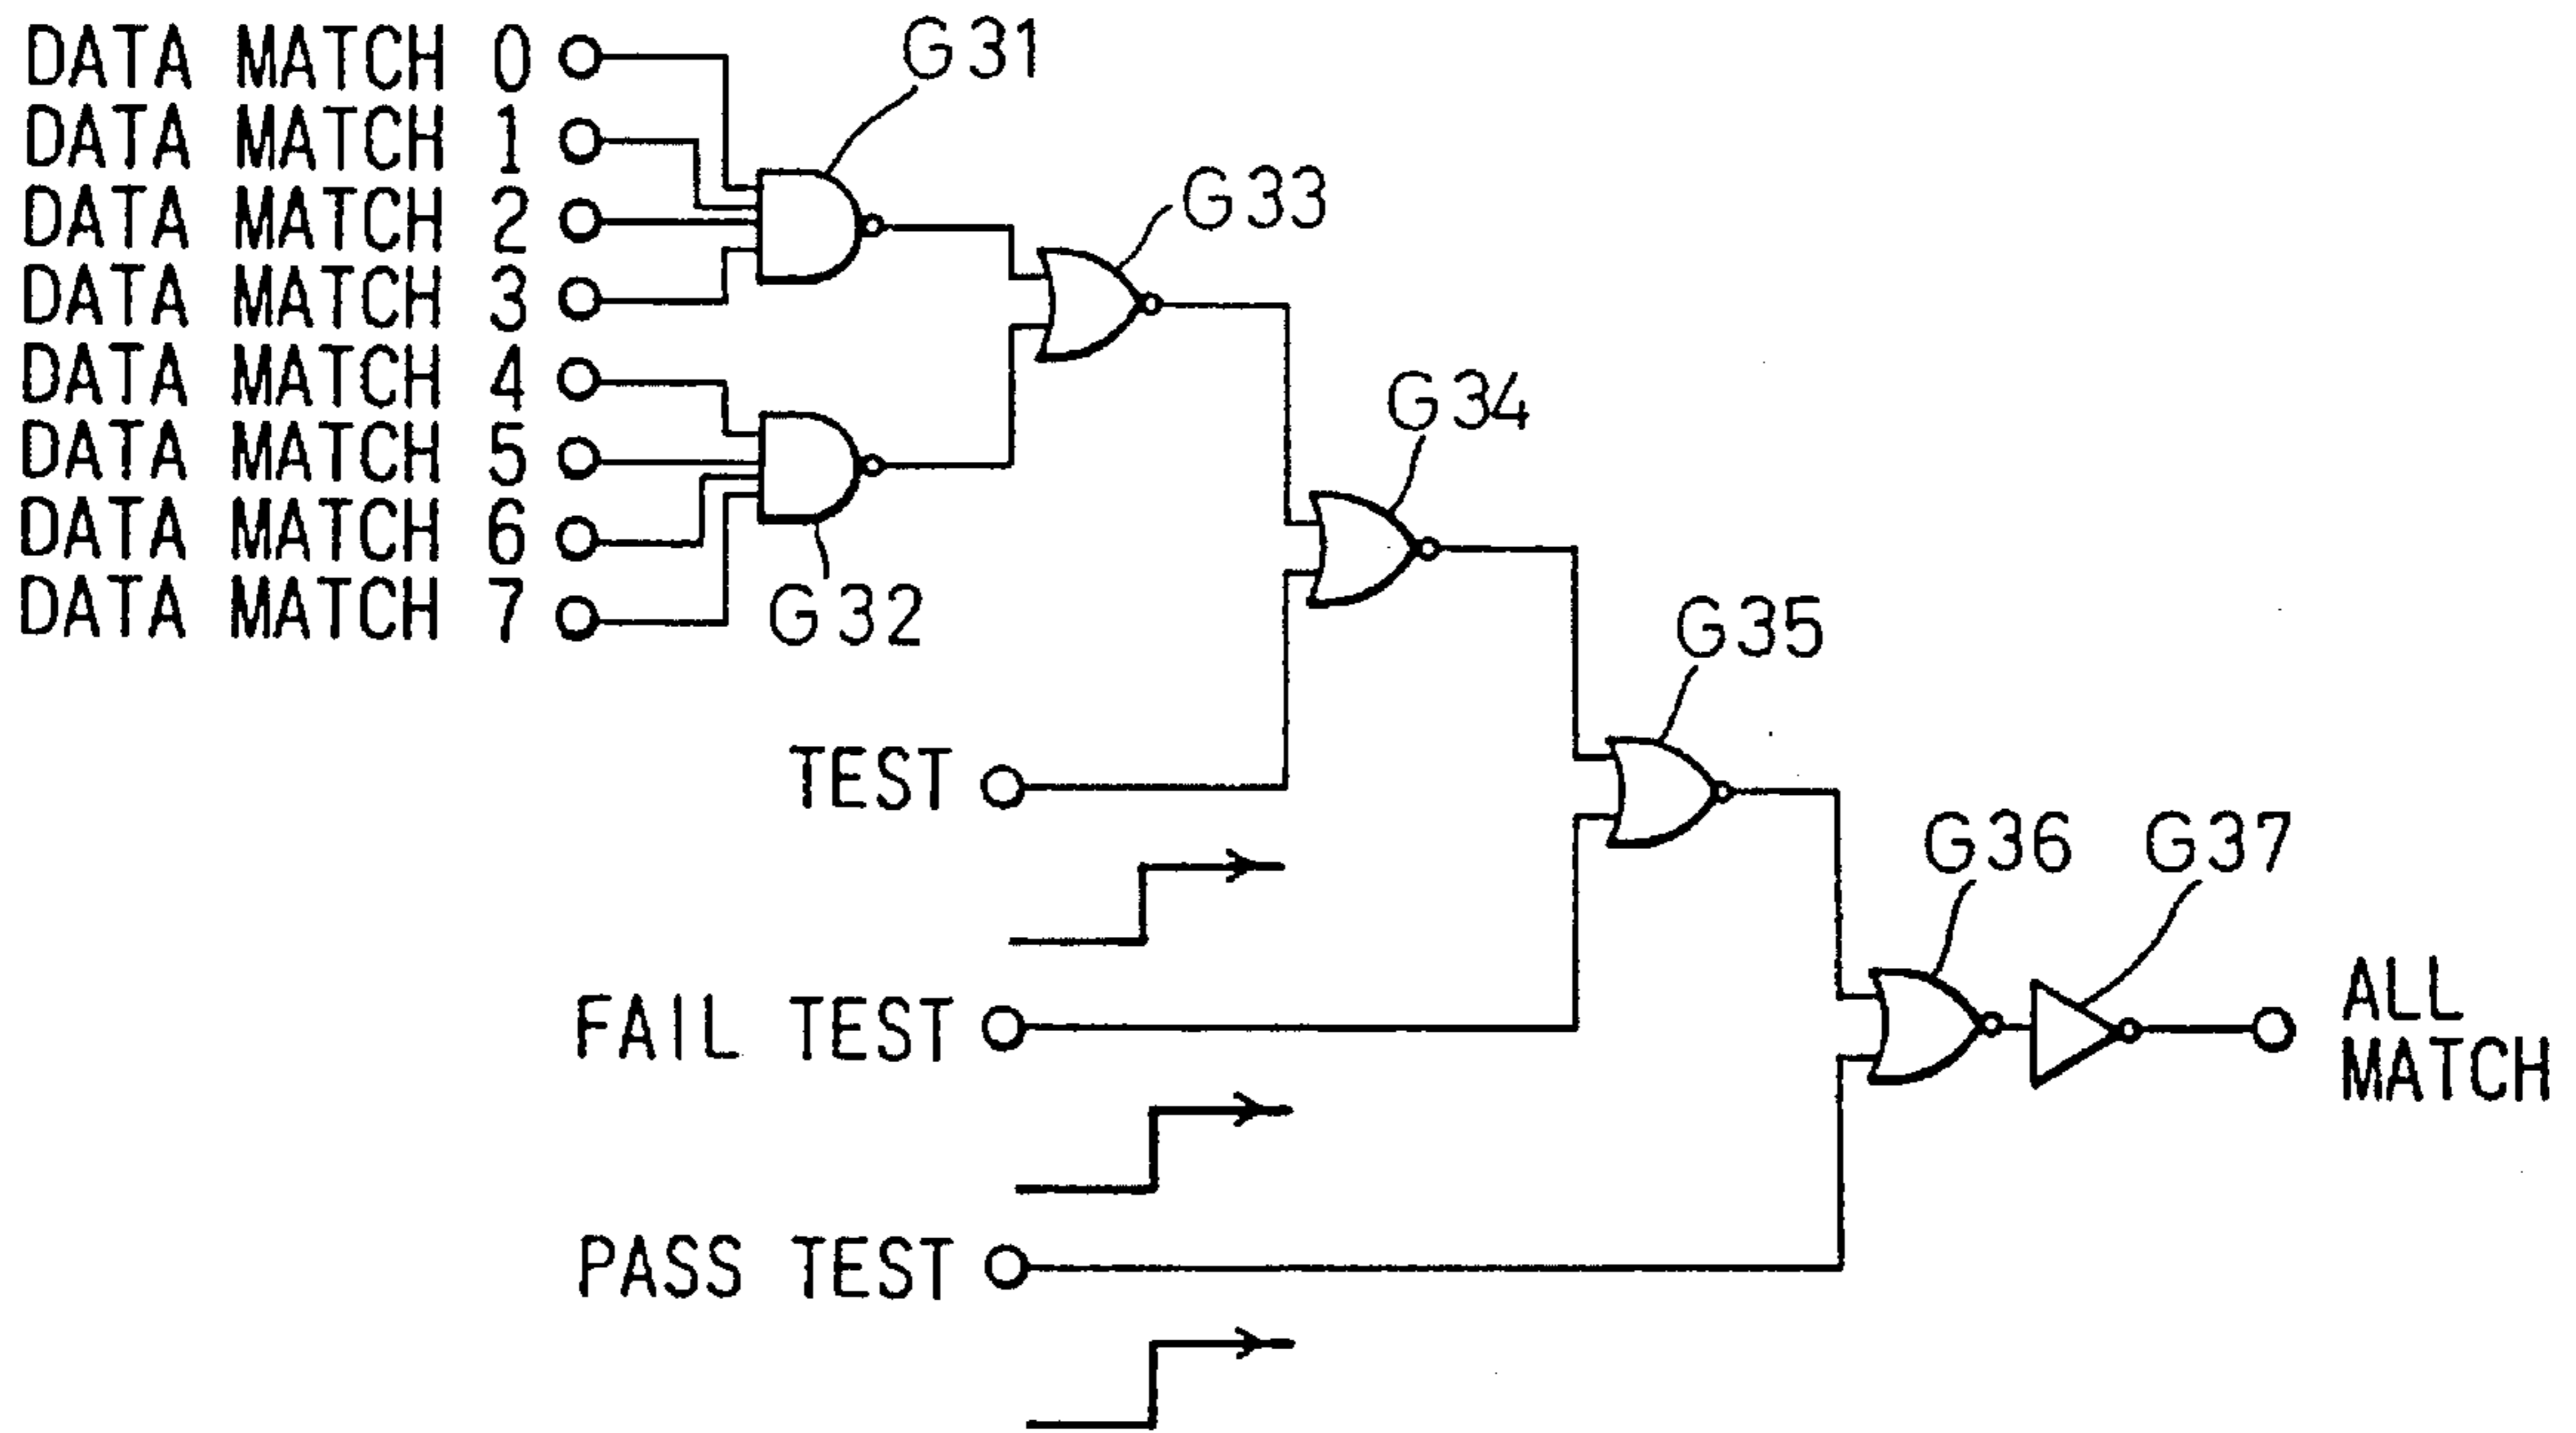 DATA MATCH 0
DATA MATCH 1
DATA MATCH 2
DATA MATCH 3
DATA MATCH 4
DATA MATCH 5
DATA MATCH 6
DATA MATCH 7
G31
G33
G32
G34
TEST
G35
G36
G37
FAIL TEST
ALL
MATCH
PASS TEST